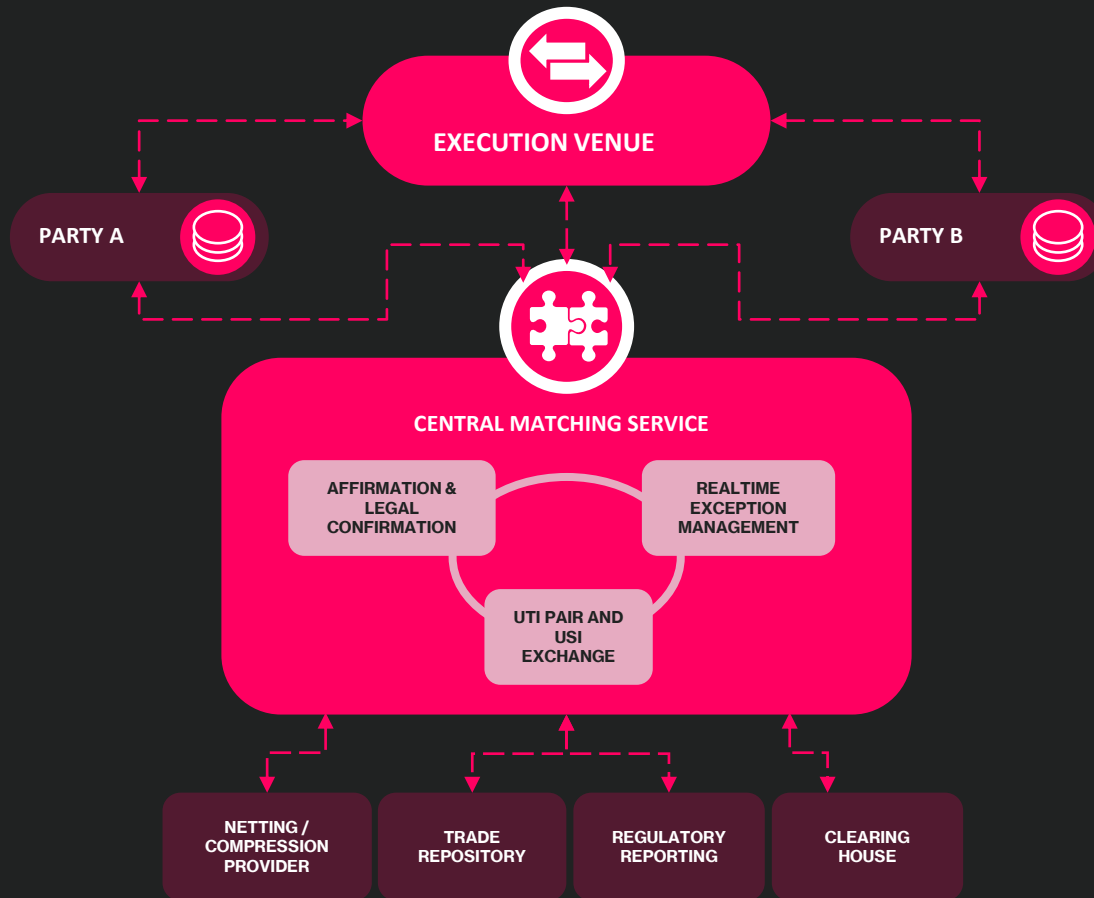 EXECUTION VENUE
PARTY A
PARTY B
CENTRAL MATCHING SERVICE
AFFIRMATION &
LEGAL
CONFIRMATION
REALTIME
EXCEPTION
MANAGEMENT
UTI PAIR AND
USI
EXCHANGE
NETTING /
COMPRESSION
PROVIDER
TRADE
REPOSITORY
REGULATORY
REPORTING
CLEARING
HOUSE